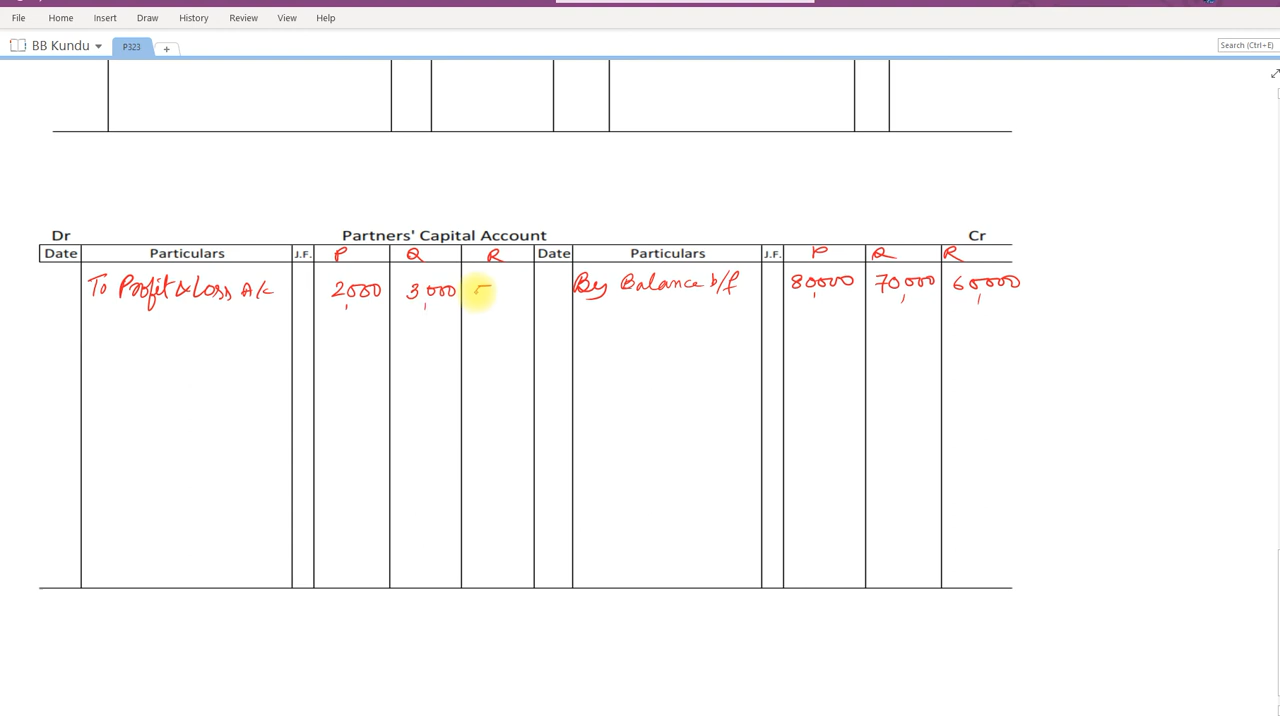 File Home Insert Draw History Review View Help
BB Kundu P323 + Search (Ctrl+E)
Dr Partners' Capital Account Cr
Date Particulars J.F. P Q R Date Particulars J.F. P Q R
To Profit & Loss A/c 2,000 3,000 By Balance b/f 80,000 70,000 60,000